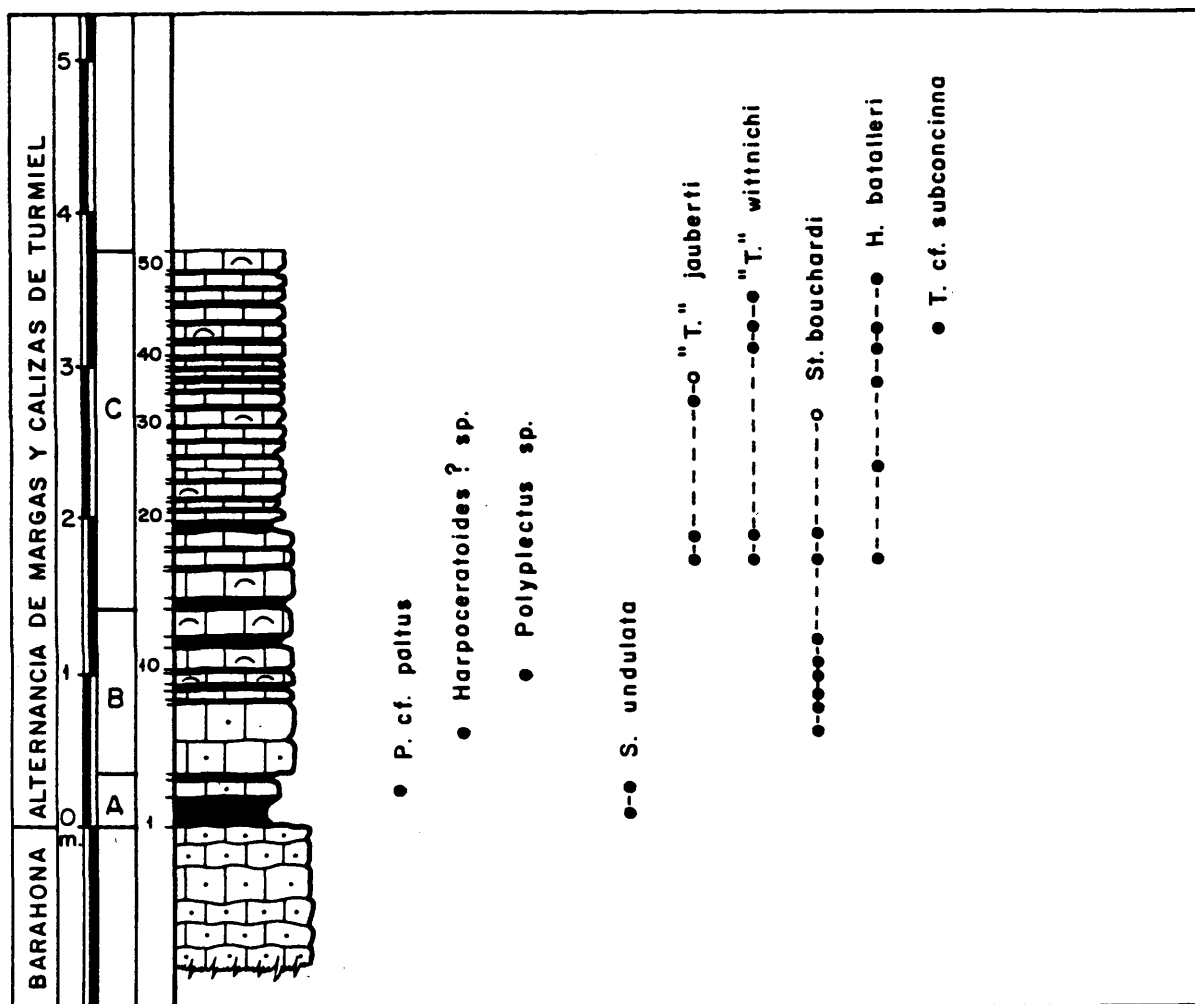 BARAHONA
ALTERNANCIA DE MARGAS Y CALIZAS DE TURMIEL
5
4
3
2
1
0
m.
C
B
A
50
40
30
20
10
1
P. cf. paltus
Harpoceratoides ? sp.
Polyplectus sp.
S. undulata
"T." jauberti
"T." wittnichi
St. bouchardi
H. batalleri
T. cf. subconcinna